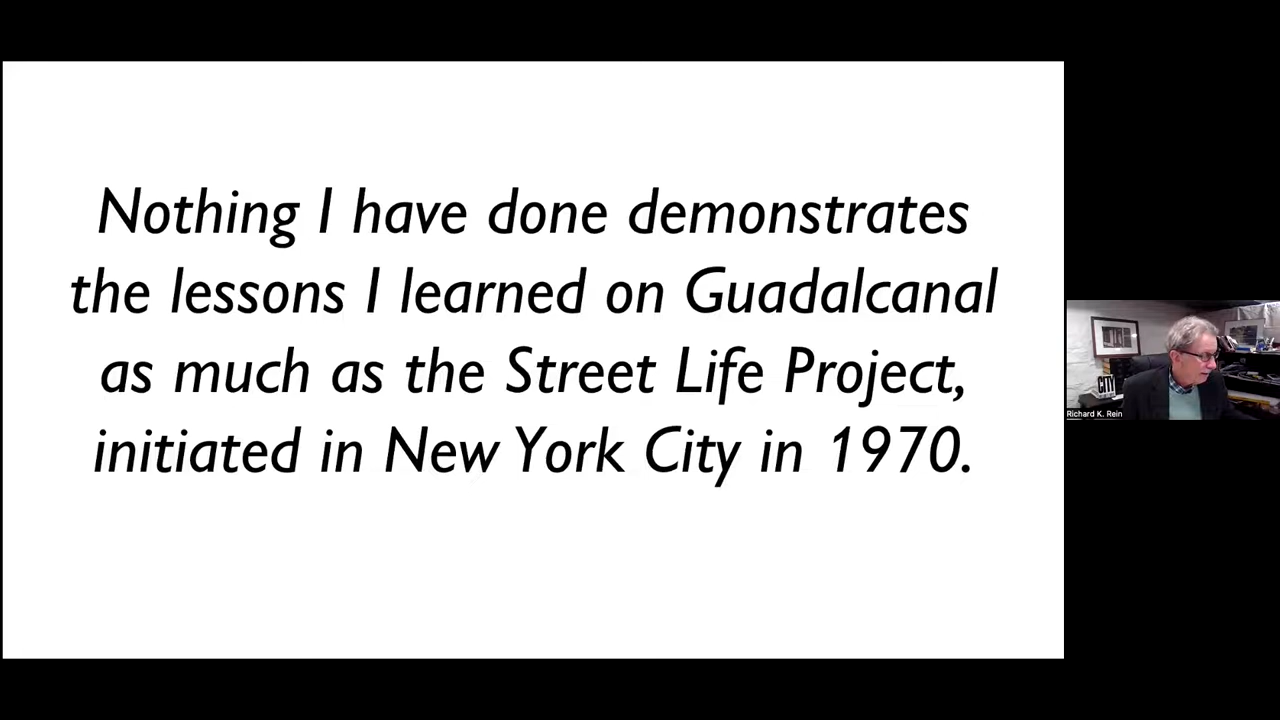 Nothing I have done demonstrates
the lessons I learned on Guadalcanal
as much as the Street Life Project,
initiated in New York City in 1970.
CITY
Richard K. Rein